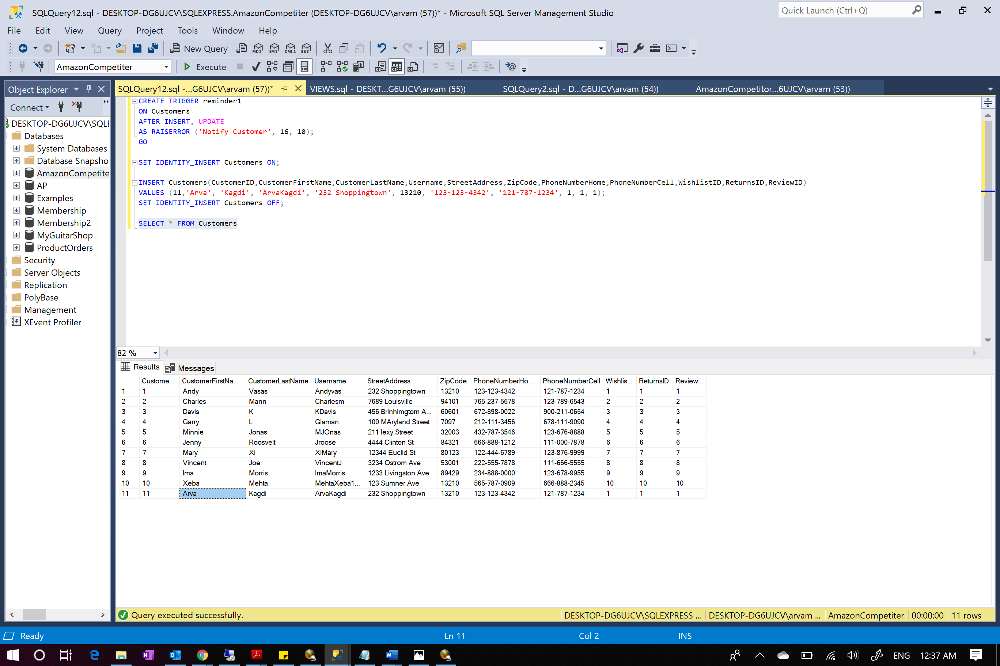 SQLQuery12.sql - DESKTOP-DG6UJCV\SQLEXPRESS.AmazonCompetiter (DESKTOP-DG6UJCV\arvam (57))* - Microsoft SQL Server Management Studio
Quick Launch (Ctrl+Q)
File Edit View Query Project Tools Window Help
New Query MDX DMX XMLA DAX
AmazonCompetiter Execute
Object Explorer
SQLQuery12.sql -...G6UJCV\arvam (57))* VIEWS.sql - DESKT...G6UJCV\arvam (55)) SQLQuery2.sql - D...G6UJCV\arvam (54)) AmazonCompetitor...6UJCV\arvam (53))
Connect
DESKTOP-DG6UJCV\SQLE
Databases
System Databases
Database Snapsho
AmazonCompetite
AP
Examples
Membership
Membership2
MyGuitarShop
ProductOrders
Security
Server Objects
Replication
PolyBase
Management
XEvent Profiler
CREATE TRIGGER reminder1
ON Customers
AFTER INSERT, UPDATE
AS RAISERROR ('Notify Customer', 16, 10);
GO
SET IDENTITY_INSERT Customers ON;
INSERT Customers(CustomerID,CustomerFirstName,CustomerLastName,Username,StreetAddress,ZipCode,PhoneNumberHome,PhoneNumberCell,WishlistID,ReturnsID,ReviewID)
VALUES (11,'Arva', 'Kagdi', 'ArvaKagdi', '232 Shoppingtown', 13210, '123-123-4342', '121-787-1234', 1, 1, 1);
SET IDENTITY_INSERT Customers OFF;
SELECT * FROM Customers
82 %
Results Messages
Custome... CustomerFirstNa... CustomerLastName Username StreetAddress ZipCode PhoneNumberHo... PhoneNumberCell Wishlis... ReturnsID Review...
1 1 Andy Vasas Andyvas 232 Shoppingtown 13210 123-123-4342 121-787-1234 1 1 1
2 2 Charles Mann Charlesm 7689 Louisville 94101 765-237-5678 123-789-6543 2 2 2
3 3 Davis K KDavis 456 Brinhimgtom A... 60601 672-898-0022 900-211-0654 3 3 3
4 4 Garry L Glaman 100 MAryland Street 7097 212-111-3456 678-111-9090 4 4 4
5 5 Minnie Jonas MJOnas 211 lexy Street 32003 432-787-3546 123-676-8888 5 5 5
6 6 Jenny Roosvelt Jroose 4444 Clinton St 84321 666-888-1212 111-000-7878 6 6 6
7 7 Mary Xi XiMary 12344 Euclid St 80123 122-444-6789 123-876-9999 7 7 7
8 8 Vincent Joe VincentJ 3234 Ostrom Ave 53001 222-555-7878 111-666-5555 8 8 8
9 9 Ima Morris ImaMorris 1233 Livingston Ave 89429 234-888-0000 123-678-9955 9 9 9
10 10 Xeba Mehta MehtaXeba1... 123 Sumner Ave 13210 565-787-0909 666-888-2345 10 10 10
11 11 Arva Kagdi ArvaKagdi 232 Shoppingtown 13210 123-123-4342 121-787-1234 1 1 1
Query executed successfully. DESKTOP-DG6UJCV\SQLEXPRESS ... DESKTOP-DG6UJCV\arvam ... AmazonCompetiter 00:00:00 11 rows
Ready Ln 11 Col 2 INS
ENG 12:37 AM